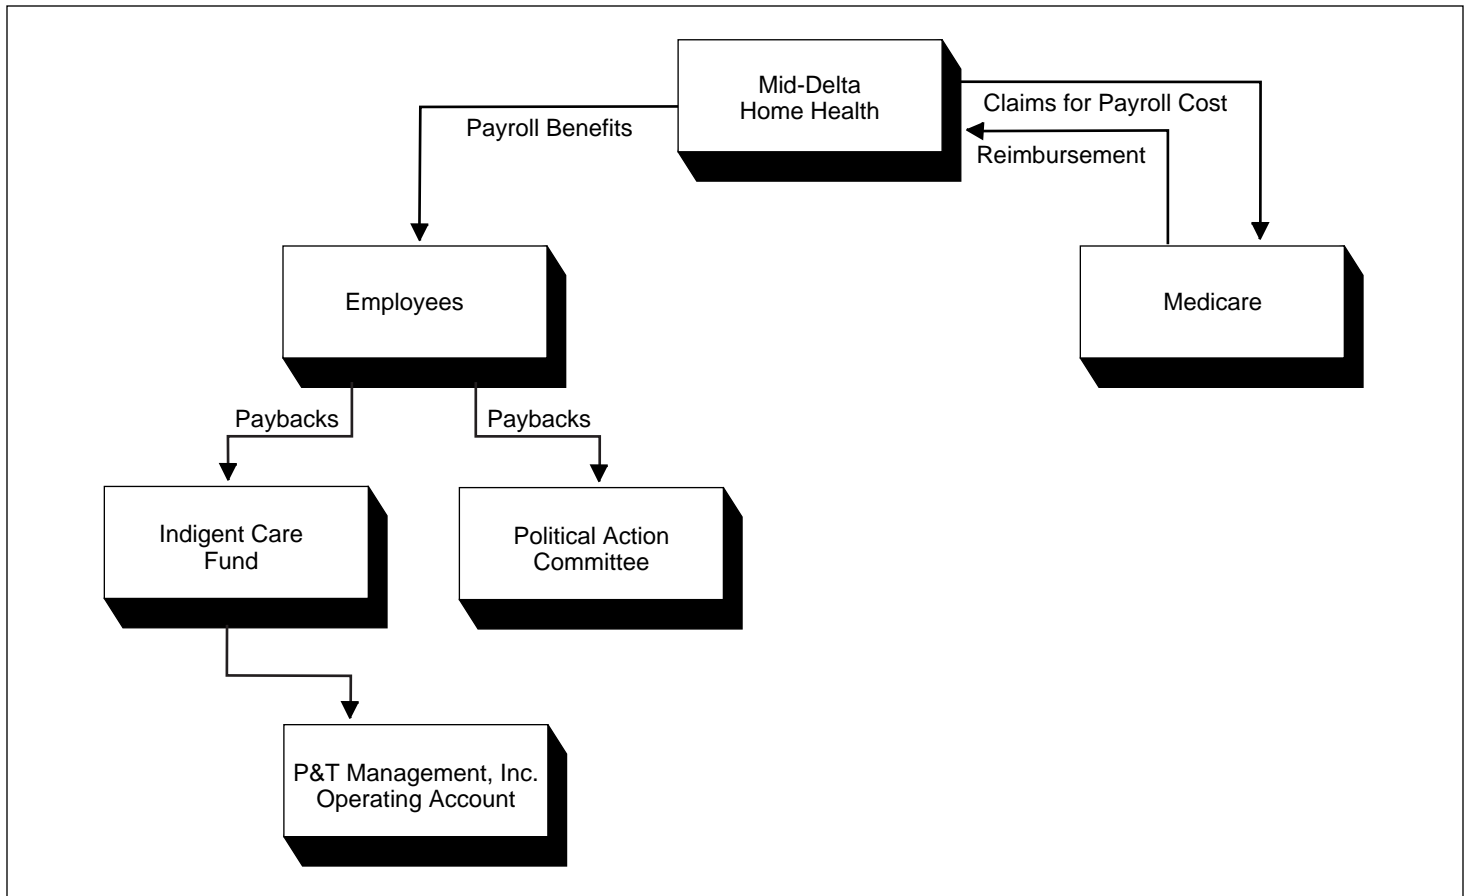 Mid-Delta
Home Health
Claims for Payroll Cost
Payroll Benefits
Reimbursement
Employees
Medicare
Paybacks
Paybacks
Indigent Care
Fund
Political Action
Committee
P&T Management, Inc.
Operating Account